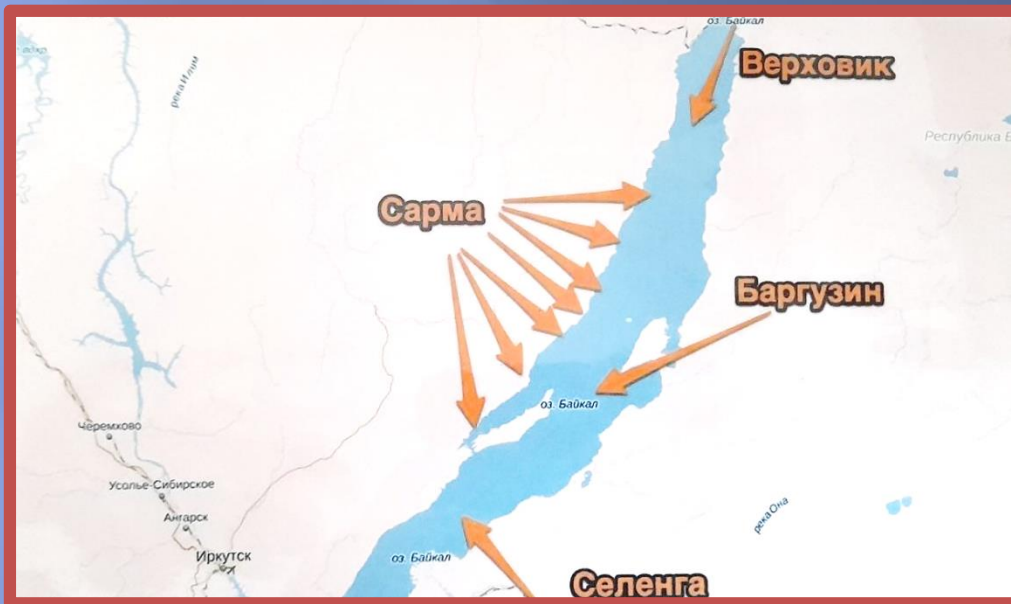 оз. Байкал
Верховик
река Илим
Республика
Сарма
Баргузин
оз. Байкал
Черемхово
Усолье-Сибирское
Ангарск
река Она
Иркутск
оз. Байкал
Селенга